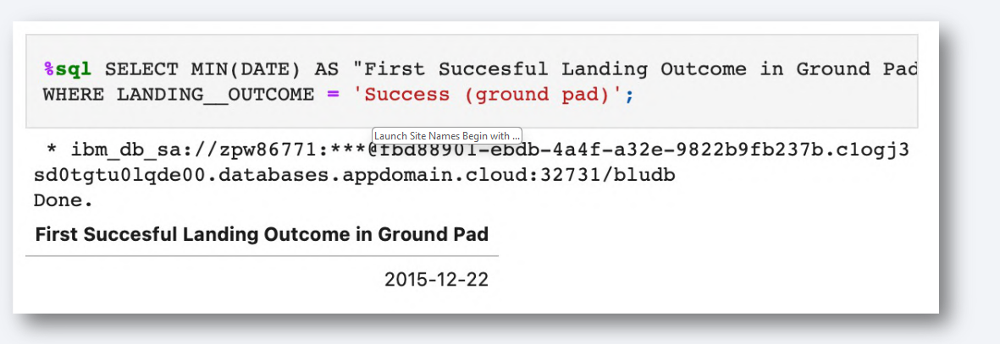 %sql SELECT MIN(DATE) AS "First Succesful Landing Outcome in Ground Pad
WHERE LANDING__OUTCOME = 'Success (ground pad)';
Launch Site Names Begin with ...
* ibm_db_sa://zpw86771:***@fbd88901-ebdb-4a4f-a32e-9822b9fb237b.c1ogj3
sd0tgtu0lqde00.databases.appdomain.cloud:32731/bludb
Done.
First Succesful Landing Outcome in Ground Pad
2015-12-22